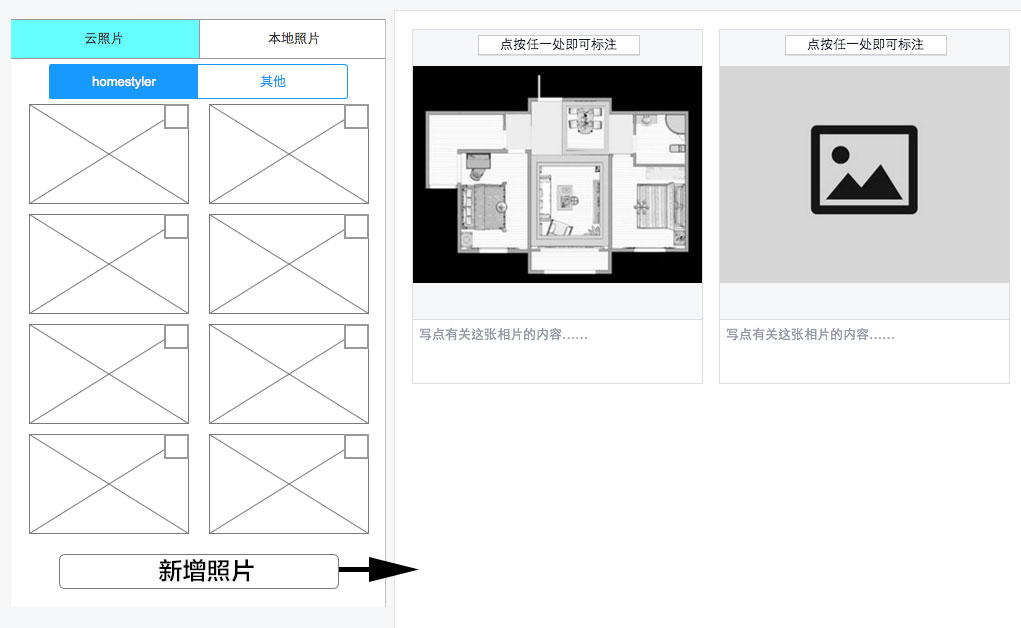 云照片
本地照片
homestyler
其他
新增照片
点按任一处即可标注
写点有关这张相片的内容......
点按任一处即可标注
写点有关这张相片的内容......